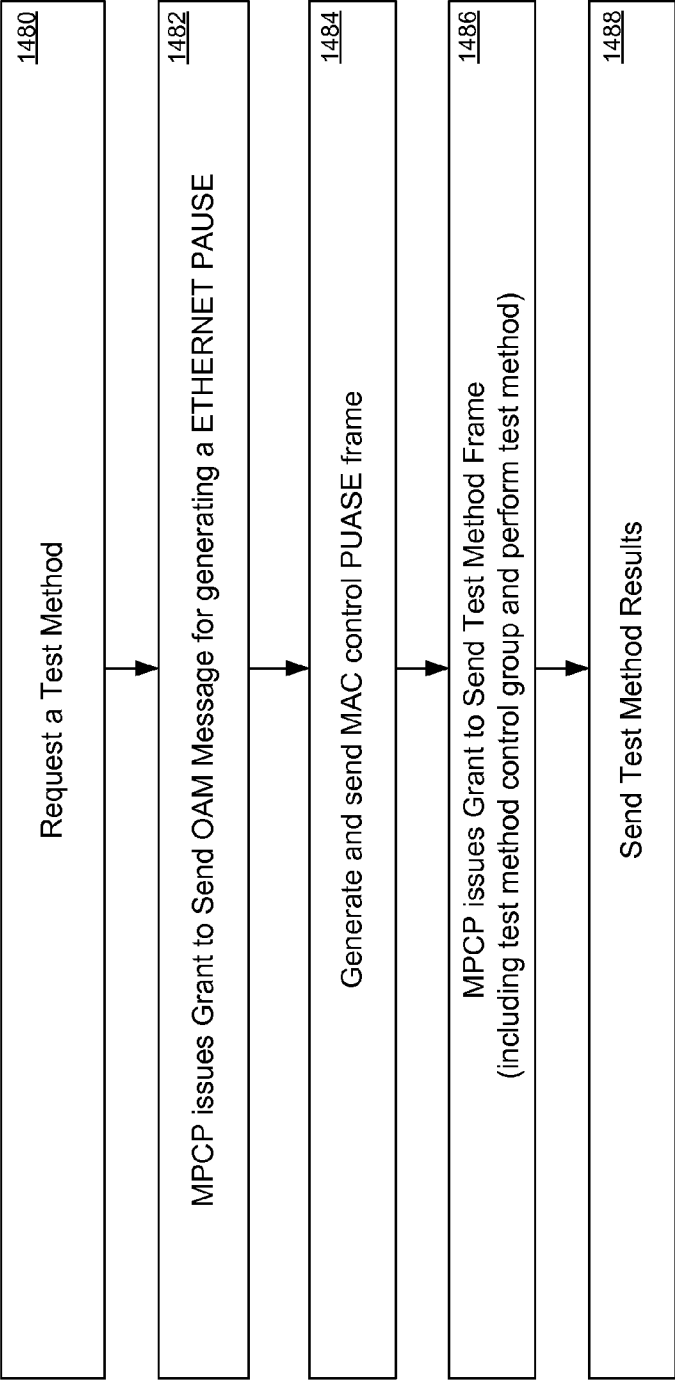 1480
Request a Test Method
1482
MPCP issues Grant to Send OAM Message for generating a ETHERNET PAUSE
1484
Generate and send MAC control PUASE frame
1486
MPCP issues Grant to Send Test Method Frame
(including test method control group and perform test method)
1488
Send Test Method Results